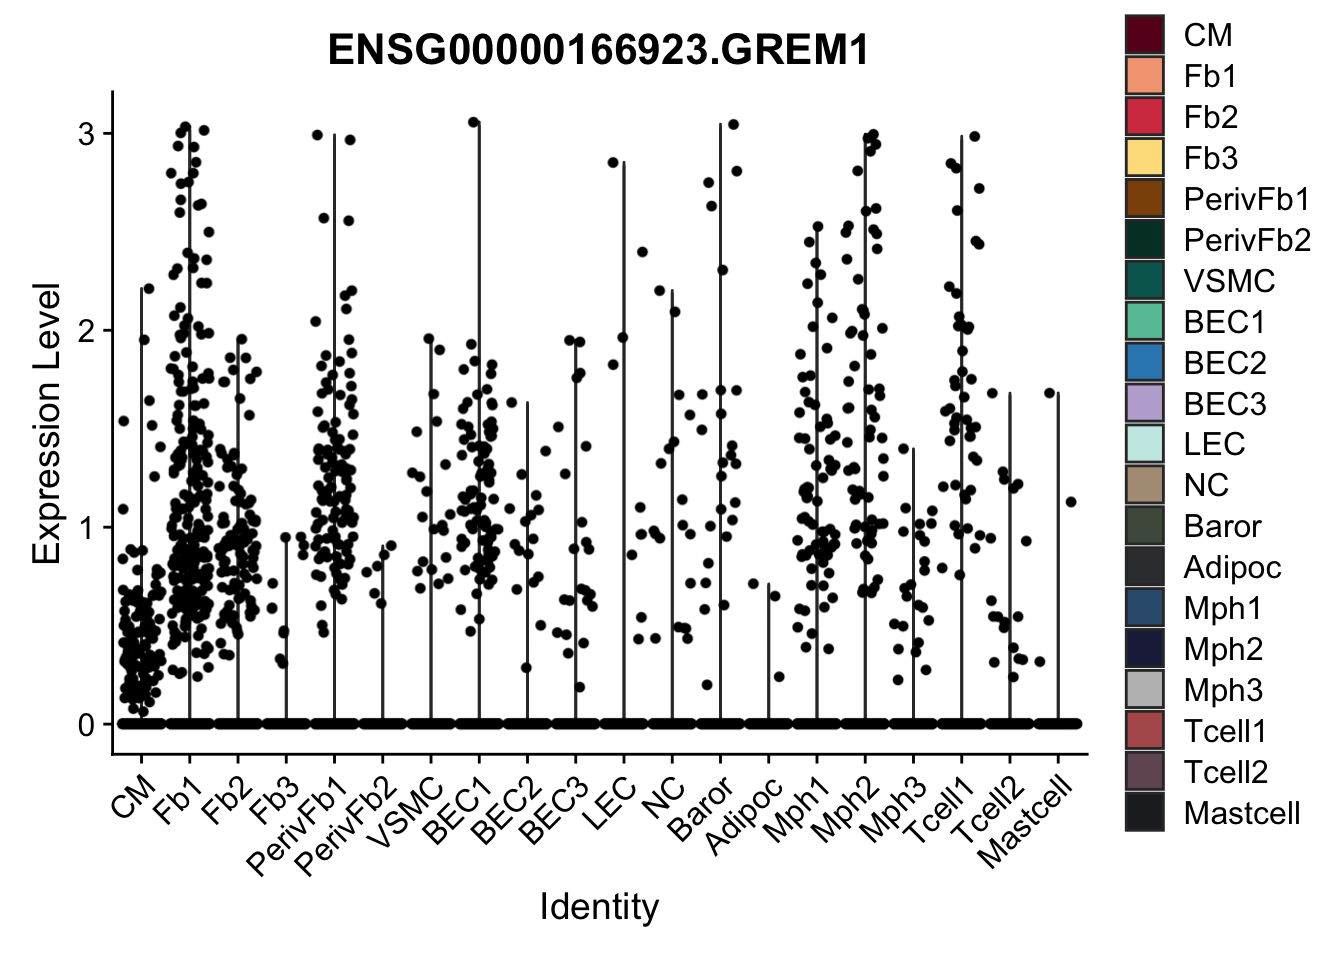 ENSG00000166923.GREM1
Expression Level
3
2
1
0
CM
Fb1
Fb2
Fb3
PerivFb1
PerivFb2
VSMC
BEC1
BEC2
BEC3
LEC
NC
Baror
Adipoc
Mph1
Mph2
Mph3
Tcell1
Tcell2
Mastcell
Identity
CM
Fb1
Fb2
Fb3
PerivFb1
PerivFb2
VSMC
BEC1
BEC2
BEC3
LEC
NC
Baror
Adipoc
Mph1
Mph2
Mph3
Tcell1
Tcell2
Mastcell